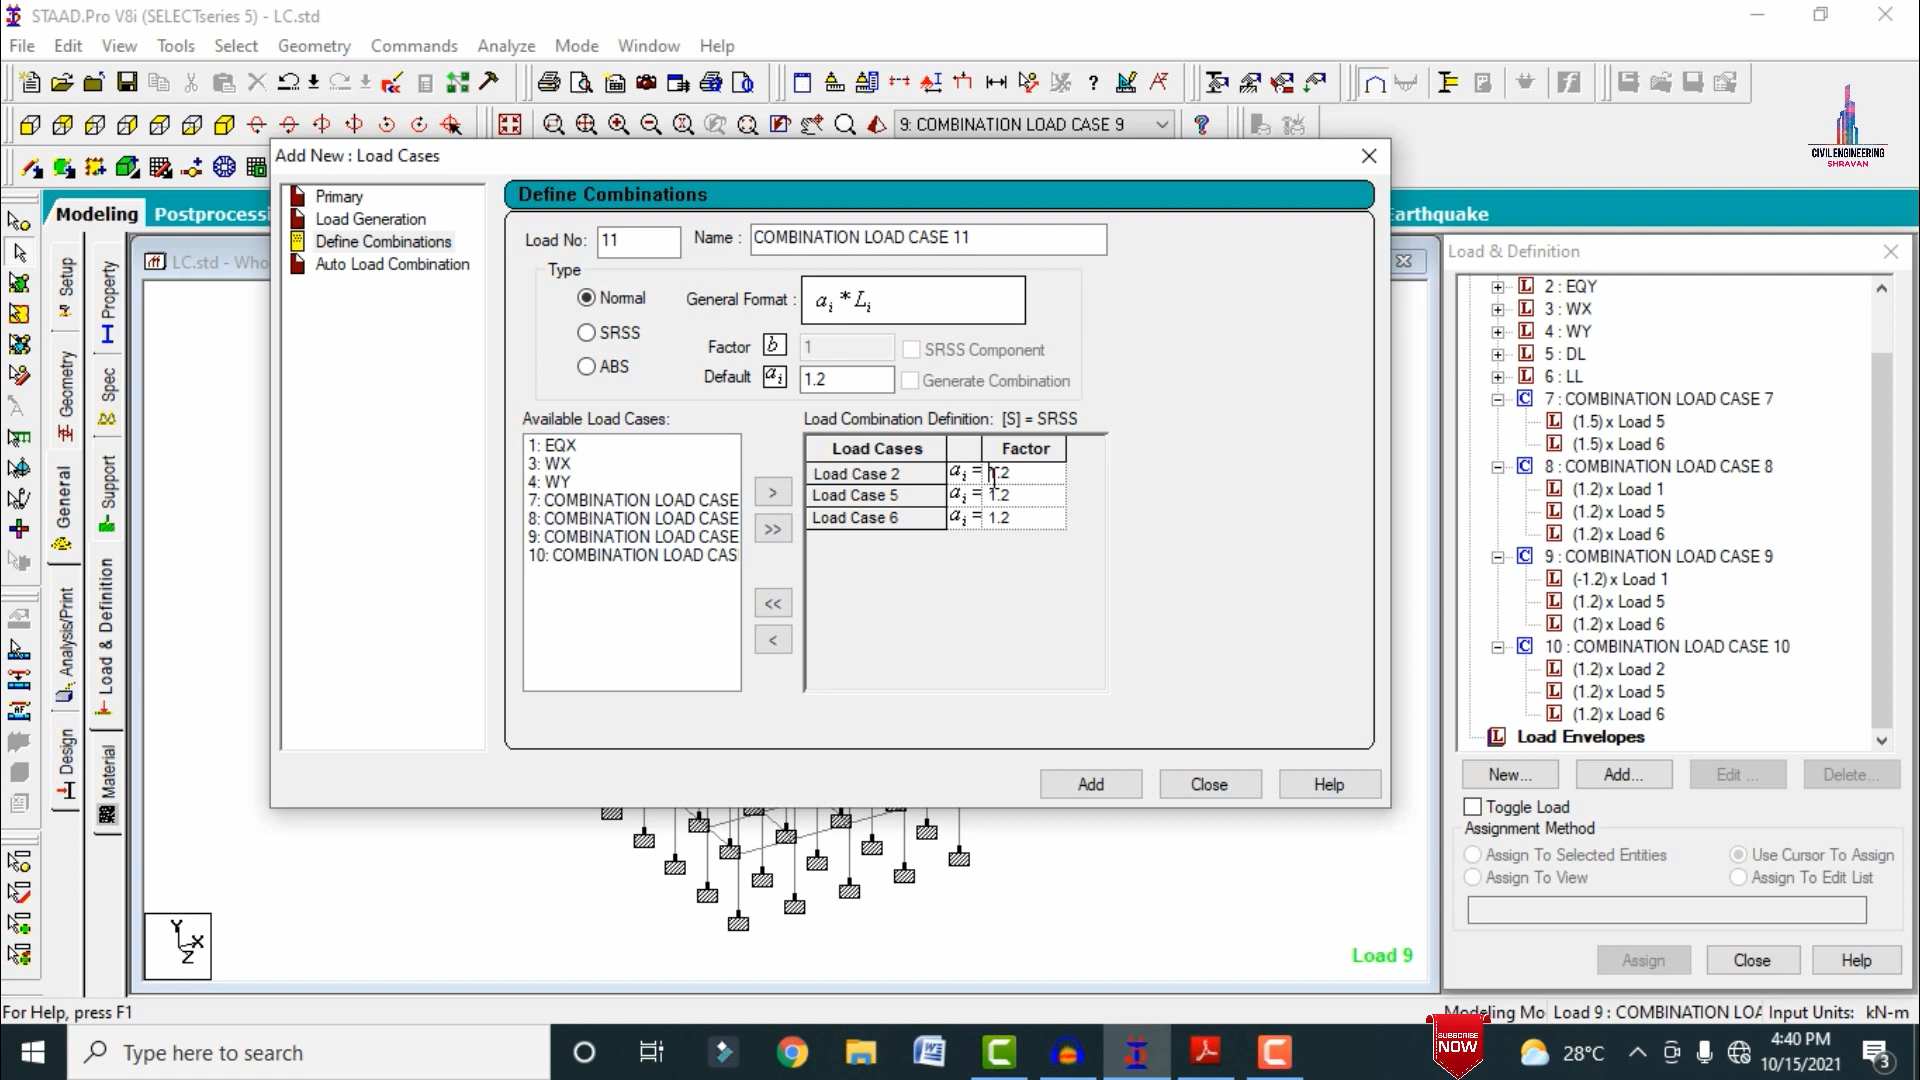 STAAD.Pro V8i (SELECTseries 5) - LC.std
File Edit View Tools Select Geometry Commands Analyze Mode Window Help
9: COMBINATION LOAD CASE 9
CIVILENGINEERING
SHRAVAN
Modeling
Postprocessi
Earthquake
LC.std - Who
Setup
Geometry
General
Analysis/Print
Design
Property
Spec
Support
Load & Definition
Material
Add New : Load Cases
Primary
Load Generation
Define Combinations
Auto Load Combination
Define Combinations
Load No: 11 Name : COMBINATION LOAD CASE 11
Type
Normal General Format : ai * Li
SRSS
Factor b 1 SRSS Component
ABS
Default ai 1.2 Generate Combination
Available Load Cases:
1: EQX
3: WX
4: WY
7: COMBINATION LOAD CASE
8: COMBINATION LOAD CASE
9: COMBINATION LOAD CASE
10: COMBINATION LOAD CAS
>
>>
<<
<
Load Combination Definition: [S] = SRSS
Load Cases Factor
Load Case 2 ai = 1.2
Load Case 5 ai = 1.2
Load Case 6 ai = 1.2
Add Close Help
Load & Definition
2 : EQY
3 : WX
4 : WY
5 : DL
6 : LL
7 : COMBINATION LOAD CASE 7
(1.5) x Load 5
(1.5) x Load 6
8 : COMBINATION LOAD CASE 8
(1.2) x Load 1
(1.2) x Load 5
(1.2) x Load 6
9 : COMBINATION LOAD CASE 9
(-1.2) x Load 1
(1.2) x Load 5
(1.2) x Load 6
10 : COMBINATION LOAD CASE 10
(1.2) x Load 2
(1.2) x Load 5
(1.2) x Load 6
Load Envelopes
New... Add... Edit ... Delete...
Toggle Load
Assignment Method
Assign To Selected Entities Use Cursor To Assign
Assign To View Assign To Edit List
Assign Close Help
Y
X
Z
Load 9
For Help, press F1
Modeling Mo Load 9 : COMBINATION LOA Input Units: kN-m
Type here to search
SUBSCRIBE
NOW
28°C
4:40 PM
10/15/2021
3